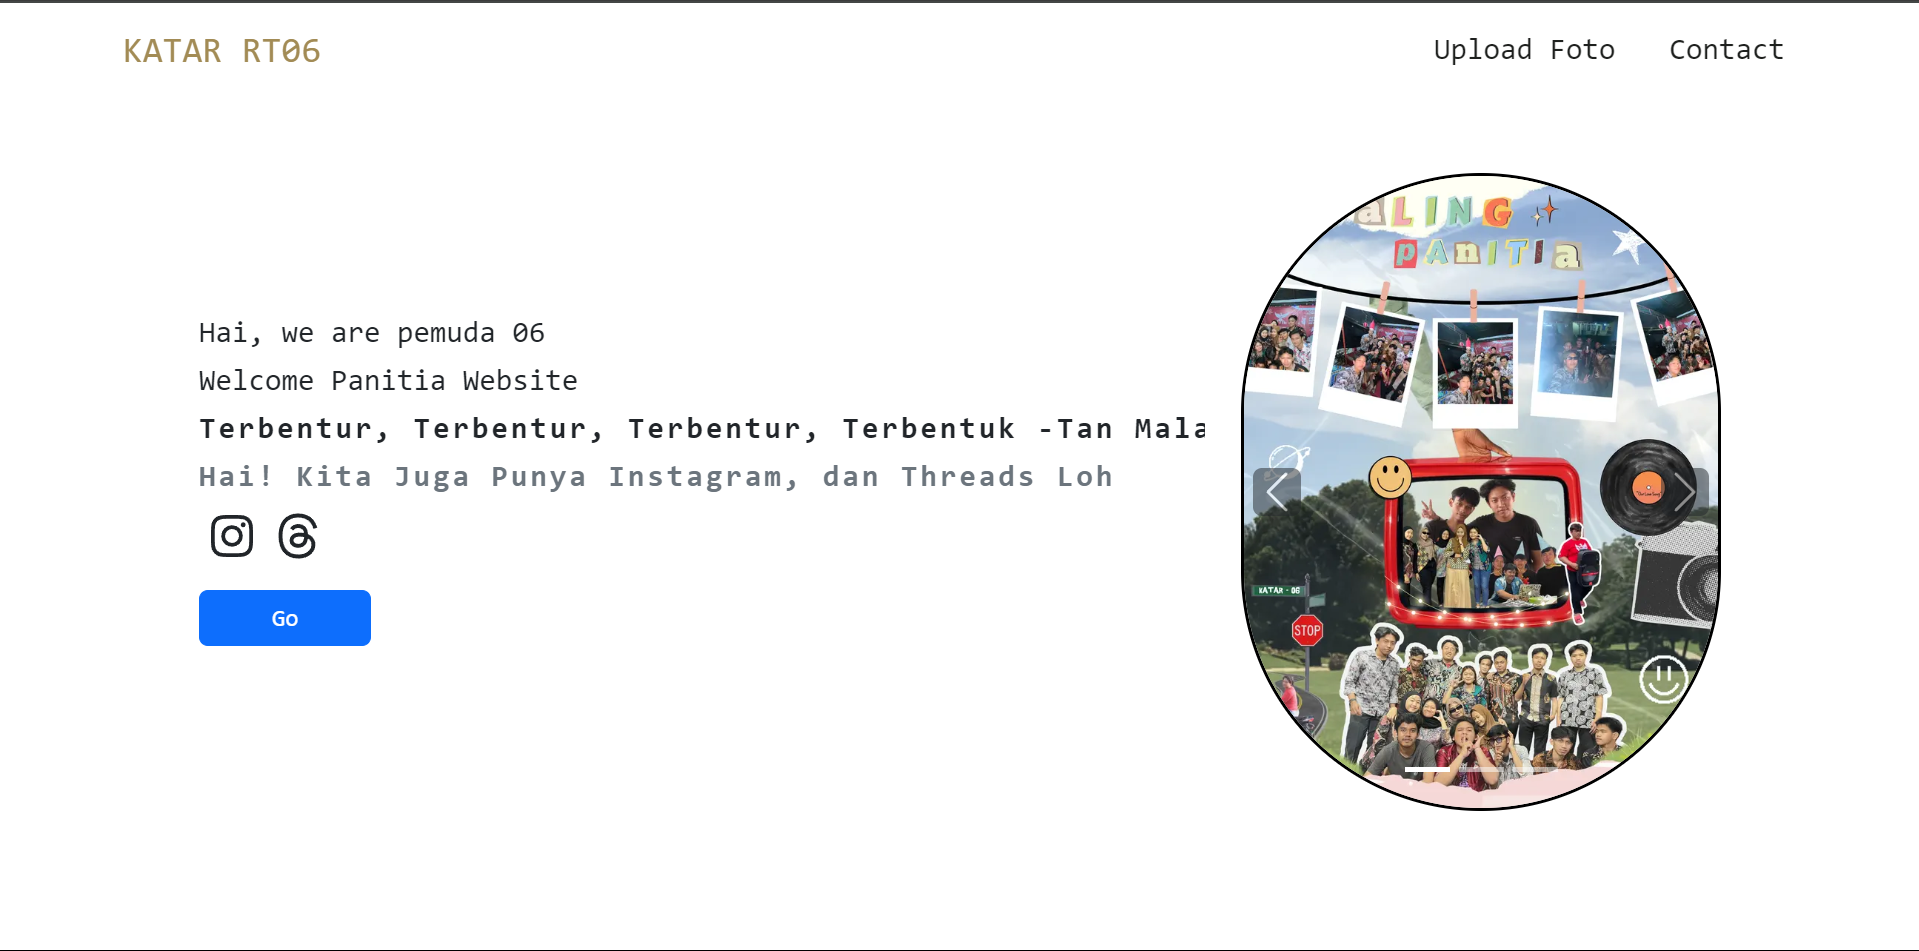 KATAR RT06
Upload Foto
Contact
Hai, we are pemuda 06
Welcome Panitia Website
Terbentur, Terbentur, Terbentur, Terbentuk -Tan Mala
Hai! Kita Juga Punya Instagram, dan Threads Loh
Go
aLING
panITIa
KATAR - 06
STOP